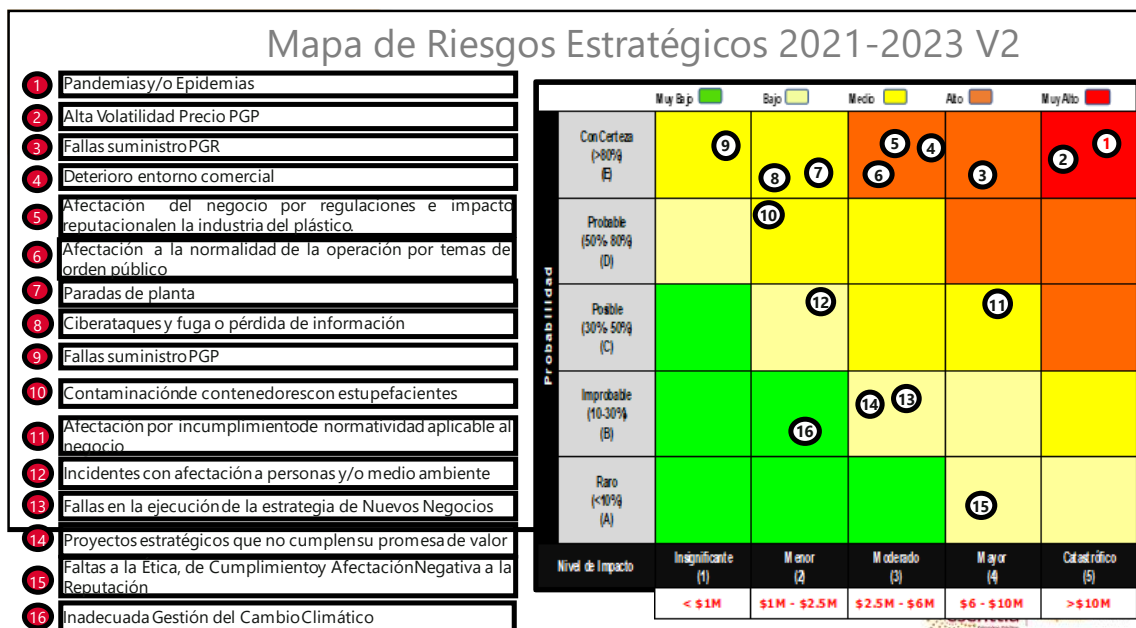 Mapa de Riesgos Estratégicos 2021-2023 V2
1 Pandemias y/o Epidemias
2 Alta Volatilidad Precio PGP
3 Fallas suministro PGR
4 Deterioro entorno comercial
5 Afectación del negocio por regulaciones e impacto
reputacionalen la industria del plástico.
6 Afectación a la normalidad de la operación por temas de
orden público
7 Paradas de planta
8 Ciberataques y fuga o pérdida de información
9 Fallas suministro PGP
10 Contaminaciónde contenedorescon estupefacientes
11 Afectación por incumplimientode normatividad aplicable al
negocio
12 Incidentes con afectación a personas y/o medio ambiente
13 Fallas en la ejecución de la estrategia de Nuevos Negocios
14 Proyectos estratégicos que no cumplen su promesa de valor
15 Faltas a la Etica, de Cumplimientoy AfectaciónNegativa a la
Reputación
16 Inadecuada Gestión del Cambio Climático
Muy Bajo Bajo Medio Alto Muy Alto
Probabilidad
Con Certeza
(>80%)
(E)
9 8 7 5 6 4 3 2 1
Probable
(50%-80%)
(D)
10
Posible
(30%-50%)
(C)
12 11
Improbable
(10-30%)
(B)
16 14 13
Raro
(<10%)
(A)
15
Nivel de Impacto
Insignificante
(1)
Menor
(2)
Moderado
(3)
Mayor
(4)
Catastrófico
(5)
< $1M
$1M - $2.5M
$2.5M - $6M
$6 - $10M
>$10M
esenttia